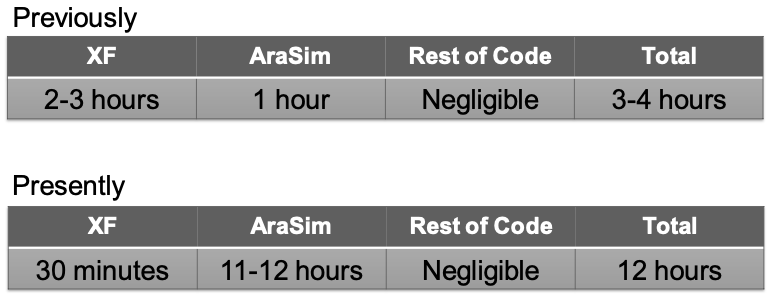 Previously
XF AraSim Rest of Code Total
2-3 hours 1 hour Negligible 3-4 hours
Presently
XF AraSim Rest of Code Total
30 minutes 11-12 hours Negligible 12 hours